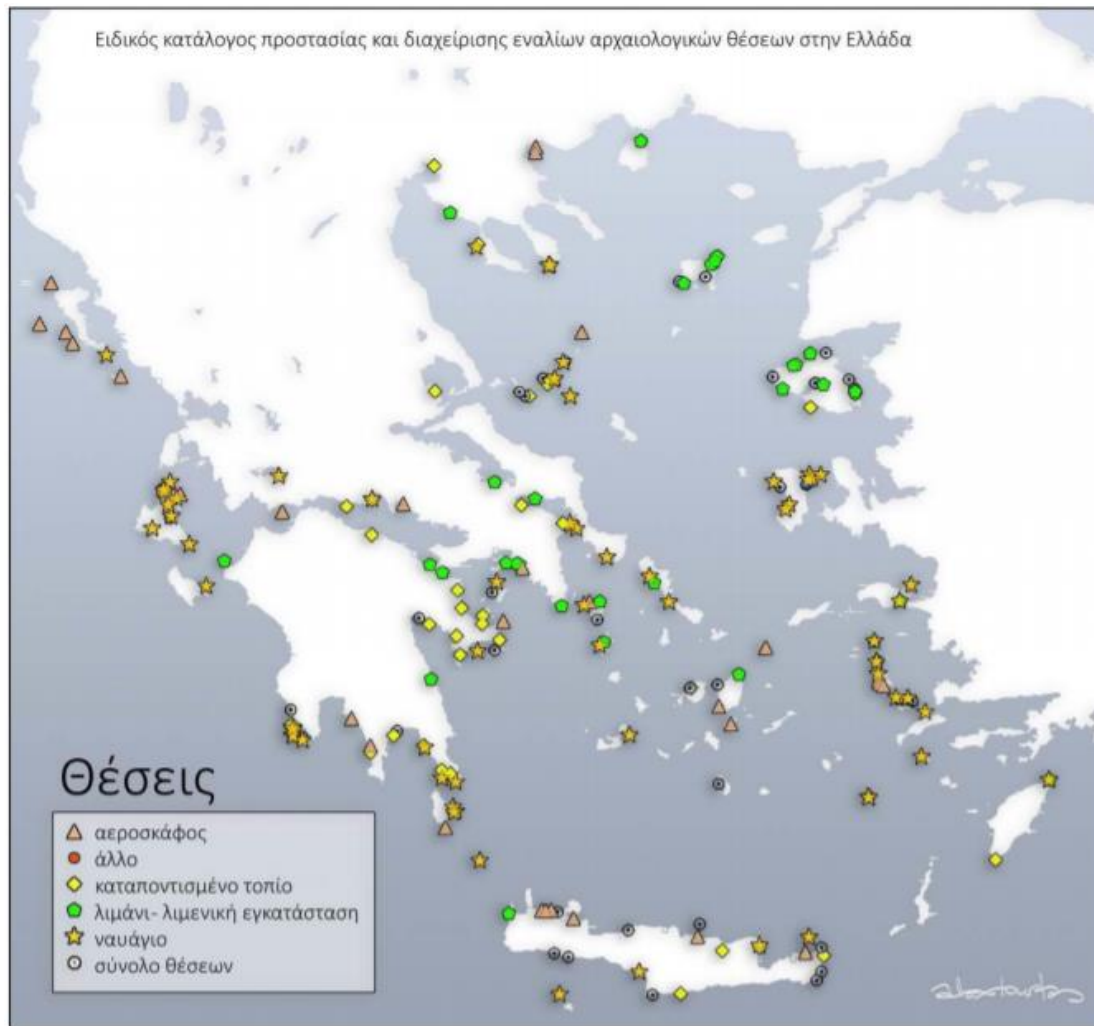 Ειδικός κατάλογος προστασίας και διαχείρισης εναλίων αρχαιολογικών θέσεων στην Ελλάδα
Θέσεις
αεροσκάφος
άλλο
καταποντισμένο τοπίο
λιμάνι- λιμενική εγκατάσταση
ναυάγιο
σύνολο θέσεων